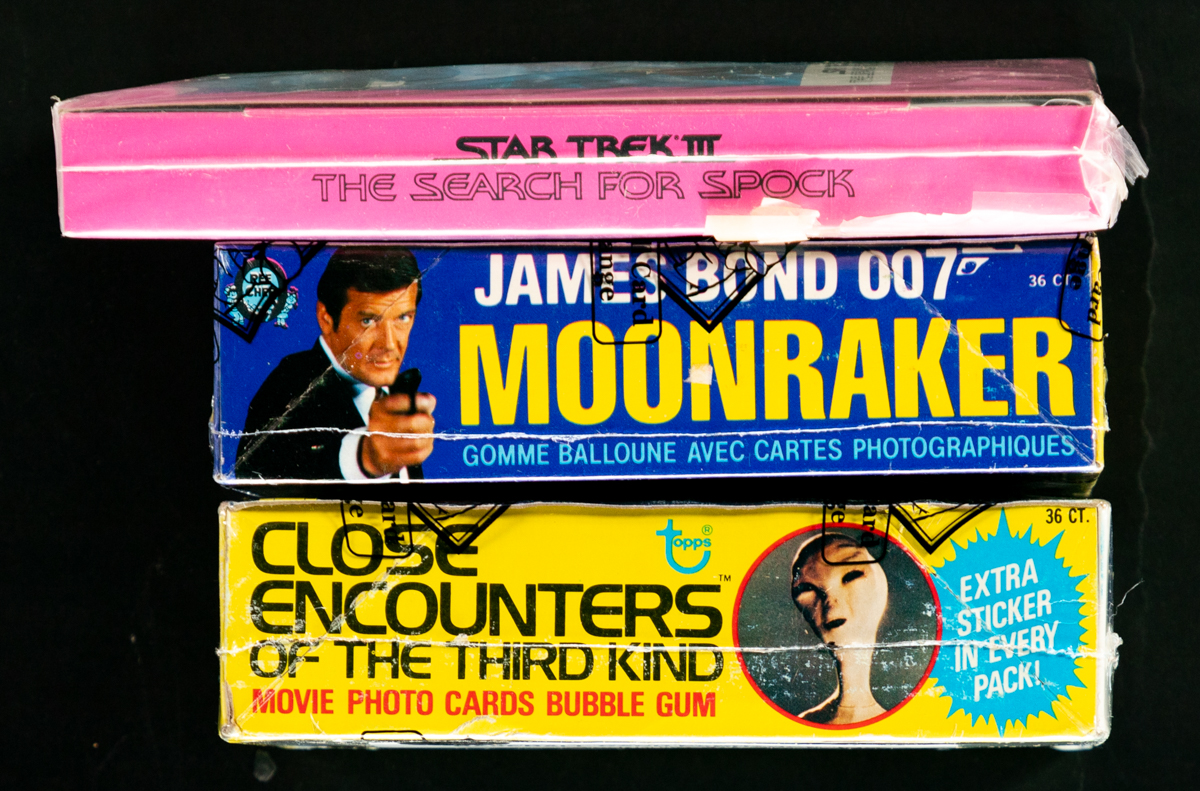 STAR TREK III
THE SEARCH FOR SPOCK
JAMES BOND 007
36 CT.
MOONRAKER
GOMME BALLOUNE AVEC CARTES PHOTOGRAPHIQUES
CLOSE
ENCOUNTERS™
OF THE THIRD KIND
MOVIE PHOTO CARDS BUBBLE GUM
topps®
36 CT.
EXTRA
STICKER
IN EVERY
PACK!